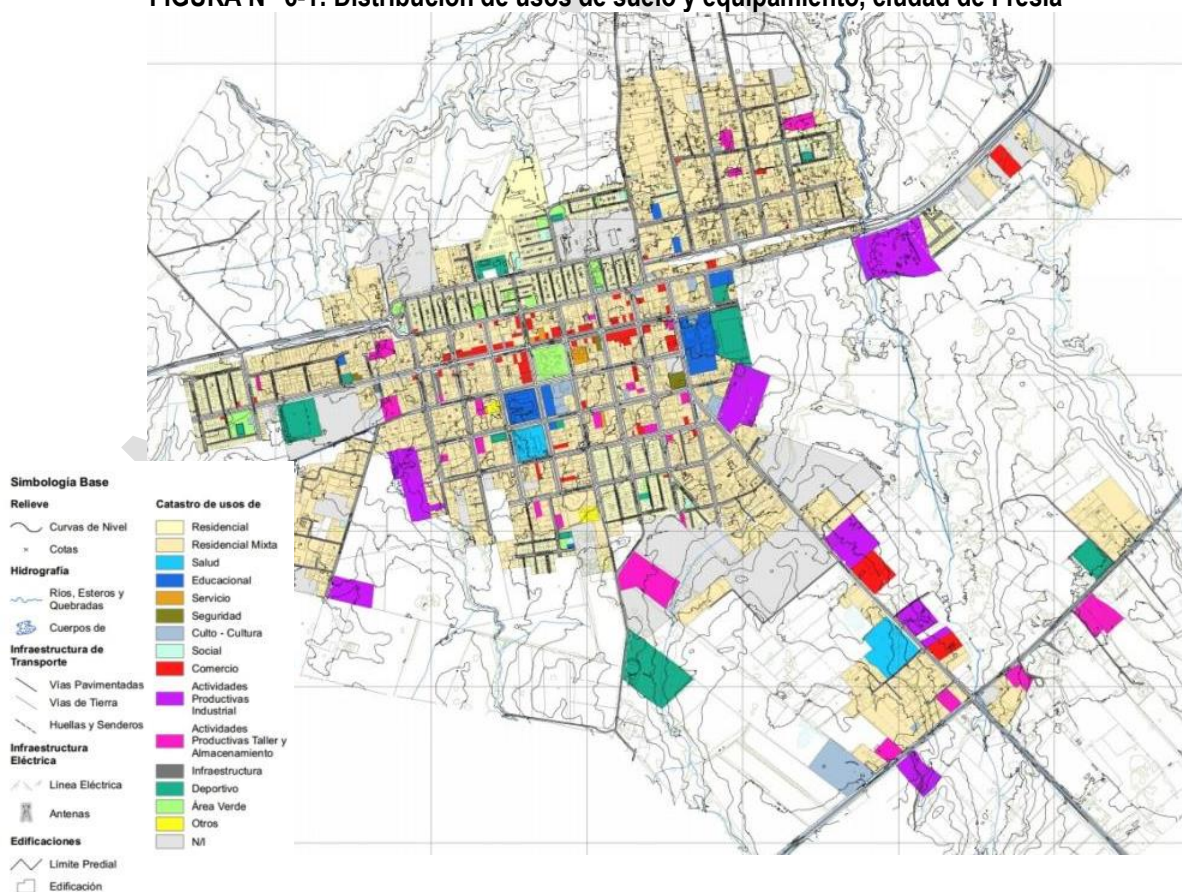 FIGURA N° 6-1: Distribución de usos de suelo y equipamiento, ciudad de Fresia
Simbología Base
Relieve
Curvas de Nivel
Cotas
Hidrografía
Ríos, Esteros y
Quebradas
Cuerpos de
Infraestructura de
Transporte
Vías Pavimentadas
Vías de Tierra
Huellas y Senderos
Infraestructura
Eléctrica
Línea Eléctrica
Antenas
Edificaciones
Límite Predial
Edificación
Catastro de usos de
Residencial
Residencial Mixta
Salud
Educacional
Servicio
Seguridad
Culto - Cultura
Social
Comercio
Actividades
Productivas
Industrial
Actividades
Productivas Taller y
Almacenamiento
Infraestructura
Deportivo
Área Verde
Otros
N/I